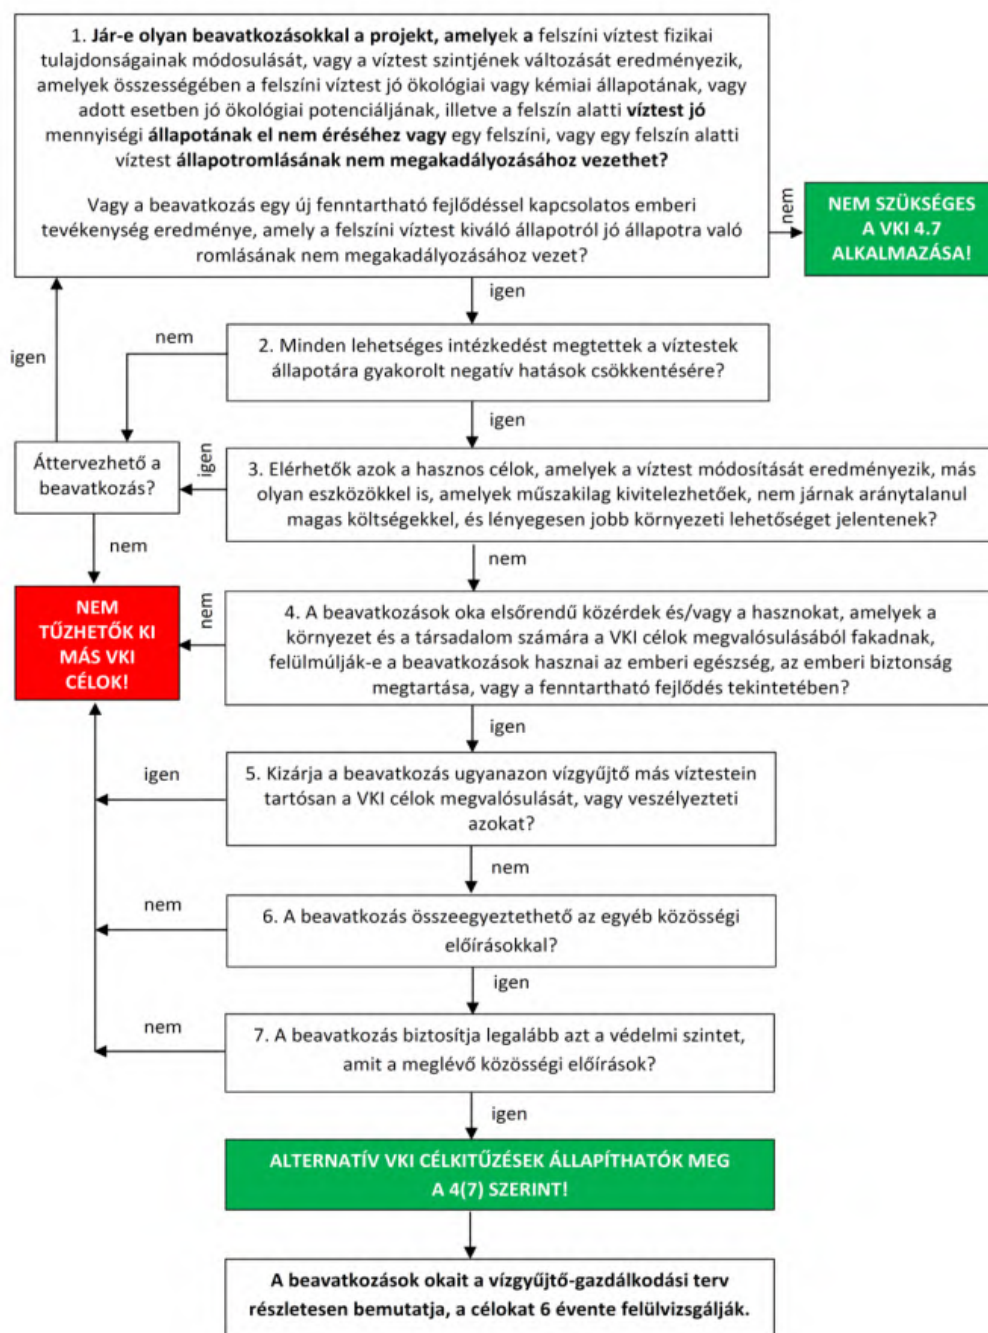 1. Jár-e olyan beavatkozásokkal a projekt, amelyek a felszíni víztest fizikai
tulajdonságainak módosulását, vagy a víztest szintjének változását eredményezik,
amelyek összességében a felszíni víztest jó ökológiai vagy kémiai állapotának, vagy
adott esetben jó ökológiai potenciáljának, illetve a felszín alatti víztest jó
mennyiségi állapotának el nem éréséhez vagy egy felszíni, vagy egy felszín alatti
víztest állapotromlásának nem megakadályozásához vezethet?
Vagy a beavatkozás egy új fenntartható fejlődéssel kapcsolatos emberi
tevékenység eredménye, amely a felszíni víztest kiváló állapotról jó állapotra való
romlásának nem megakadályozásához vezet?
nem
NEM SZÜKSÉGES
A VKI 4.7
ALKALMAZÁSA!
igen
igen
nem
2. Minden lehetséges intézkedést megtettek a víztestek
állapotára gyakorolt negatív hatások csökkentésére?
igen
Áttervezhető a
beavatkozás?
igen
3. Elérhetők azok a hasznos célok, amelyek a víztest módosítását eredményezik, más
olyan eszközökkel is, amelyek műszakilag kivitelezhetőek, nem járnak aránytalanul
magas költségekkel, és lényegesen jobb környezeti lehetőséget jelentenek?
nem
nem
NEM
TŰZHETŐK KI
MÁS VKI
CÉLOK!
nem
4. A beavatkozások oka elsőrendű közérdek és/vagy a hasznokat, amelyek a
környezet és a társadalom számára a VKI célok megvalósulásából fakadnak,
felülmúlják-e a beavatkozások hasznai az emberi egészség, az emberi biztonság
megtartása, vagy a fenntartható fejlődés tekintetében?
igen
igen
5. Kizárja a beavatkozás ugyanazon vízgyűjtő más víztestein
tartósan a VKI célok megvalósulását, vagy veszélyezteti
azokat?
nem
nem
6. A beavatkozás összeegyeztethető az egyéb közösségi
előírásokkal?
igen
nem
7. A beavatkozás biztosítja legalább azt a védelmi szintet,
amit a meglévő közösségi előírások?
igen
ALTERNATÍV VKI CÉLKITŰZÉSEK ÁLLAPÍTHATÓK MEG
A 4(7) SZERINT!
A beavatkozások okait a vízgyűjtő-gazdálkodási terv
részletesen bemutatja, a célokat 6 évente felülvizsgálják.